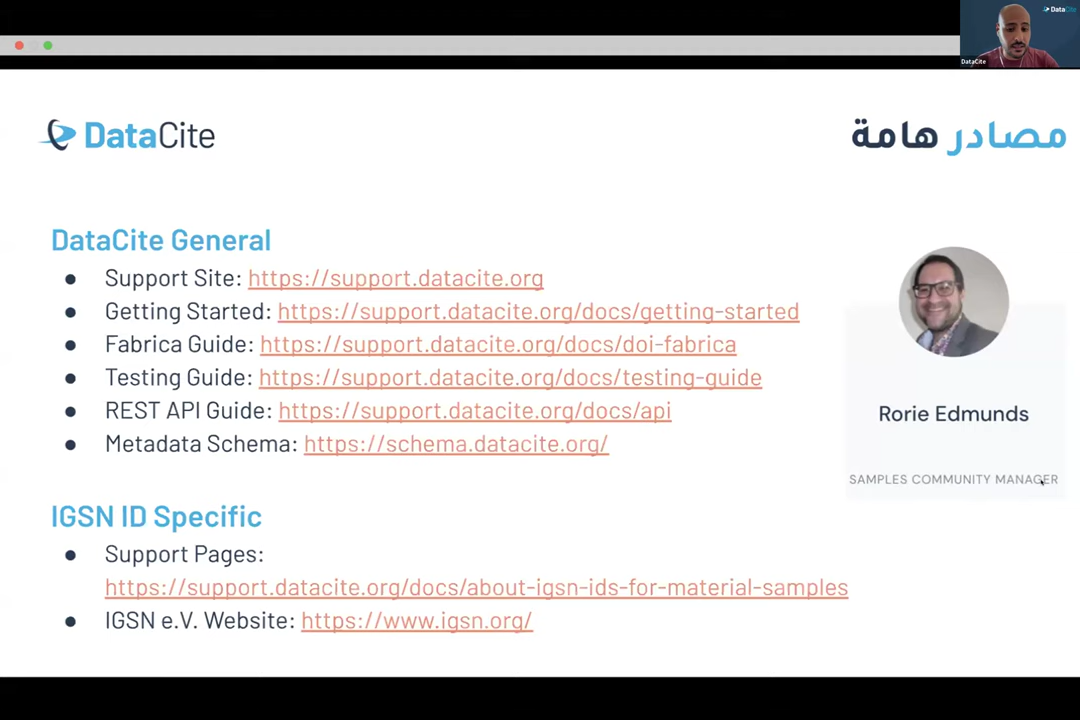 DataCite
DataCite
DataCite
مصادر هامة
DataCite General
● Support Site: https://support.datacite.org
● Getting Started: https://support.datacite.org/docs/getting-started
● Fabrica Guide: https://support.datacite.org/docs/doi-fabrica
● Testing Guide: https://support.datacite.org/docs/testing-guide
● REST API Guide: https://support.datacite.org/docs/api
● Metadata Schema: https://schema.datacite.org/
Rorie Edmunds
SAMPLES COMMUNITY MANAGER
IGSN ID Specific
● Support Pages:
https://support.datacite.org/docs/about-igsn-ids-for-material-samples
● IGSN e.V. Website: https://www.igsn.org/